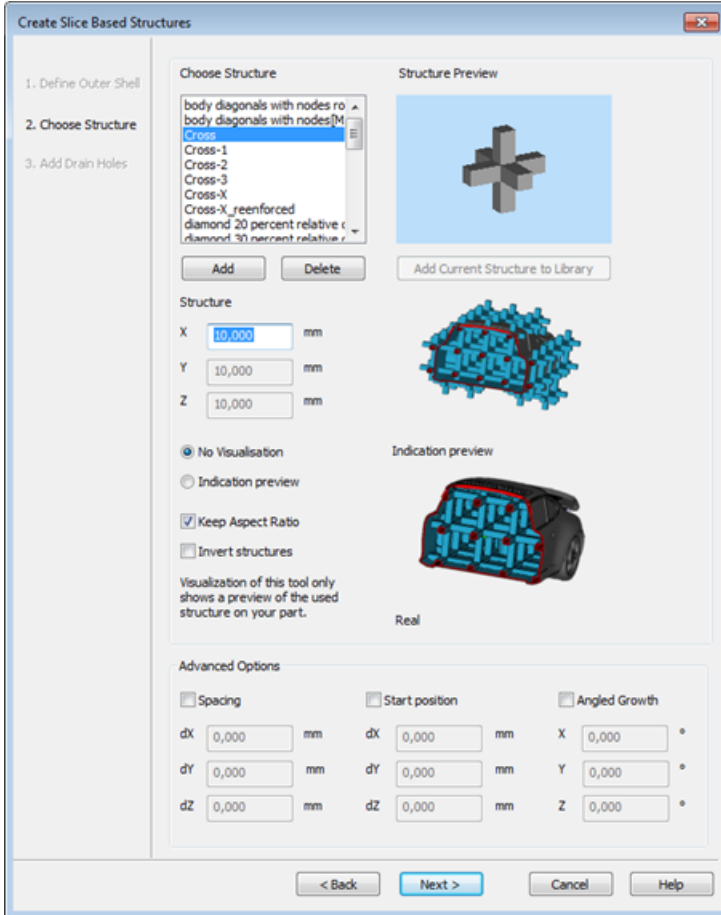 Create Slice Based Structures
1. Define Outer Shell
2. Choose Structure
3. Add Drain Holes
Choose Structure
Structure Preview
body diagonals with nodes ro
body diagonals with nodes[M
Cross
Cross-1
Cross-2
Cross-3
Cross-X
Cross-X_reenforced
diamond 20 percent relative
diamond 30 percent relative
Add
Delete
Add Current Structure to Library
Structure
X 10,000 mm
Y 10,000 mm
Z 10,000 mm
No Visualisation
Indication preview
Indication preview
Keep Aspect Ratio
Invert structures
Visualization of this tool only
shows a preview of the used
structure on your part.
Real
Advanced Options
Spacing
Start position
Angled Growth
dX 0,000 mm dX 0,000 mm X 0,000 °
dY 0,000 mm dY 0,000 mm Y 0,000 °
dZ 0,000 mm dZ 0,000 mm Z 0,000 °
< Back
Next >
Cancel
Help